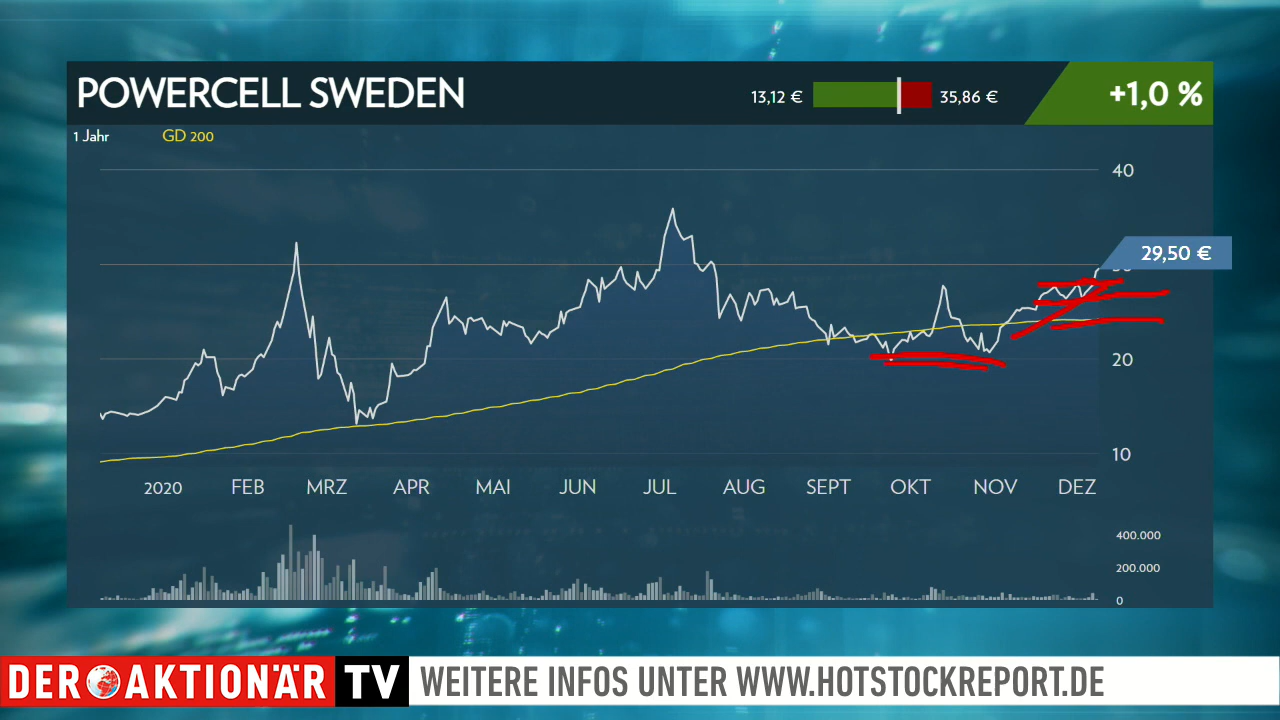 POWERCELL SWEDEN
13,12 €
35,86 €
+1,0 %
1 Jahr
GD 200
40
29,50 €
20
10
2020 FEB MRZ APR MAI JUN JUL AUG SEPT OKT NOV DEZ
400.000
200.000
0
DER AKTIONÄR TV
WEITERE INFOS UNTER WWW.HOTSTOCKREPORT.DE